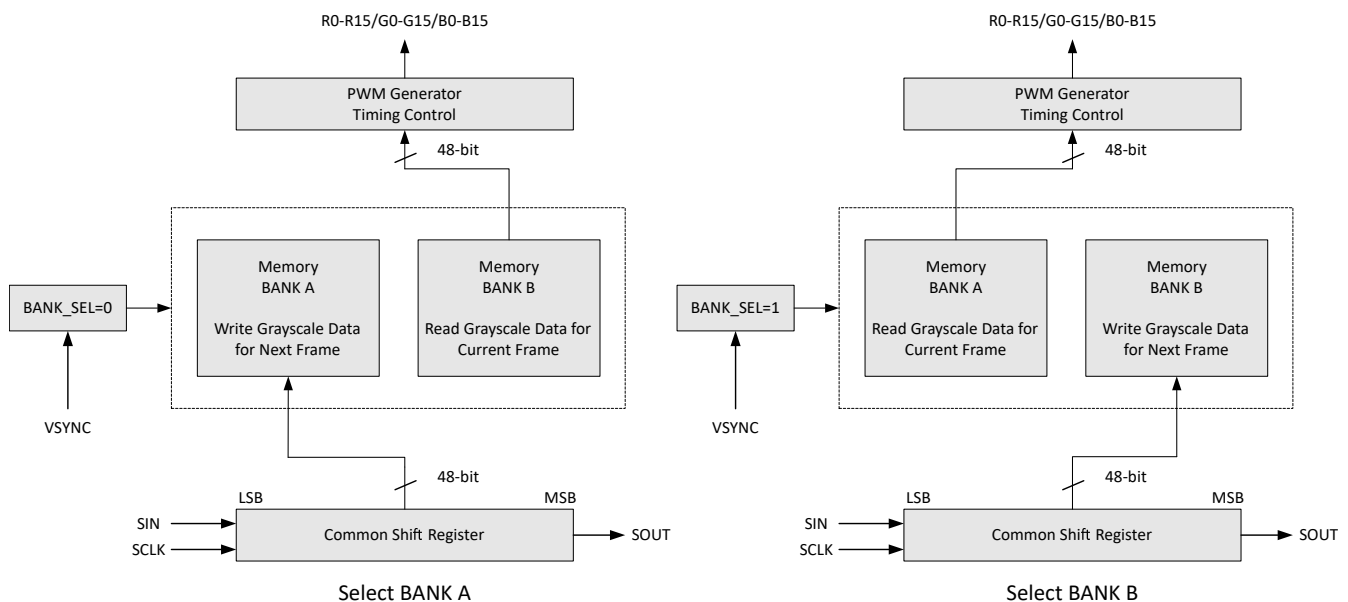 R0-R15/G0-G15/B0-B15
PWM Generator
Timing Control
48-bit
Memory
BANK A
Write Grayscale Data
for Next Frame
Memory
BANK B
Read Grayscale Data for
Current Frame
BANK_SEL=0
VSYNC
48-bit
LSB
MSB
SIN
SCLK
Common Shift Register
SOUT
Select BANK A
R0-R15/G0-G15/B0-B15
PWM Generator
Timing Control
48-bit
Memory
BANK A
Read Grayscale Data for
Current Frame
Memory
BANK B
Write Grayscale Data
for Next Frame
BANK_SEL=1
VSYNC
48-bit
LSB
MSB
SIN
SCLK
Common Shift Register
SOUT
Select BANK B